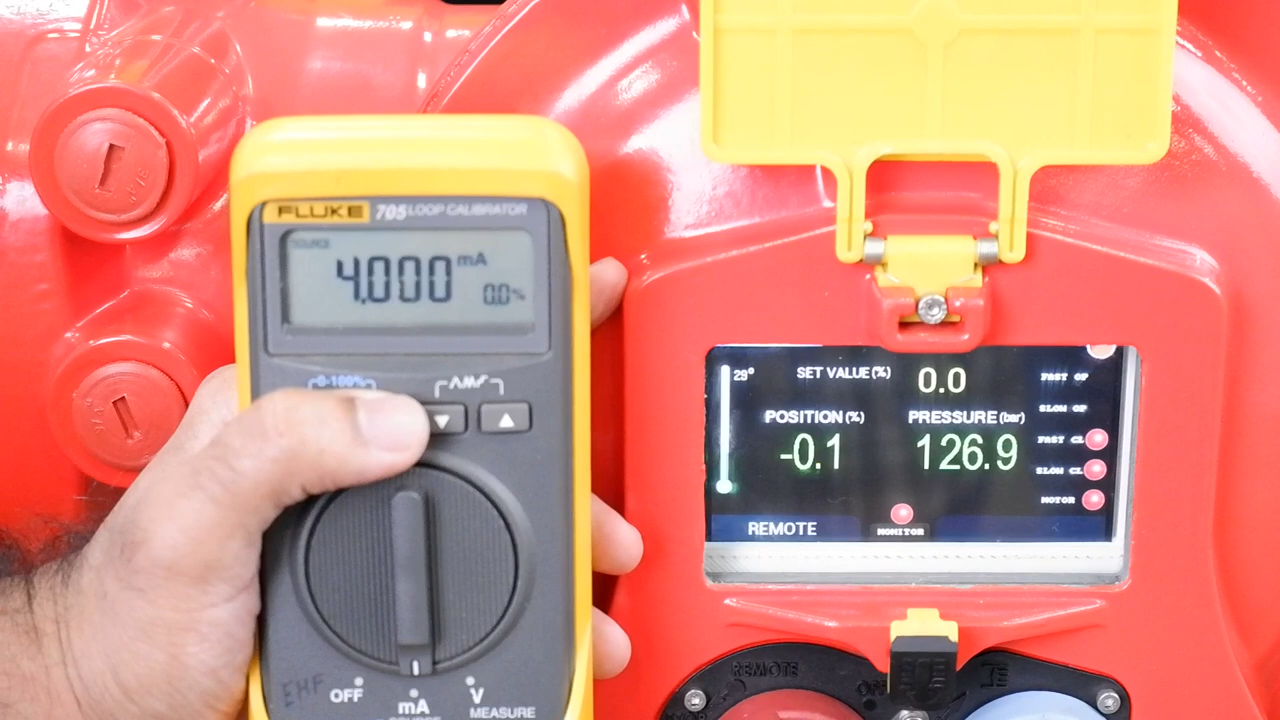 FLUKE 705 LOOP CALIBRATOR
SOURCE
4.000 mA
0.0%
0-100%
EHF
OFF
mA
V
SOURCE
MEASURE
29°
SET VALUE (%)
0.0
POSITION (%)
-0.1
PRESSURE (bar)
126.9
FAST OP
SLOW OP
FAST CL
SLOW CL
MOTOR
REMOTE
MONITOR
REMOTE
OFF